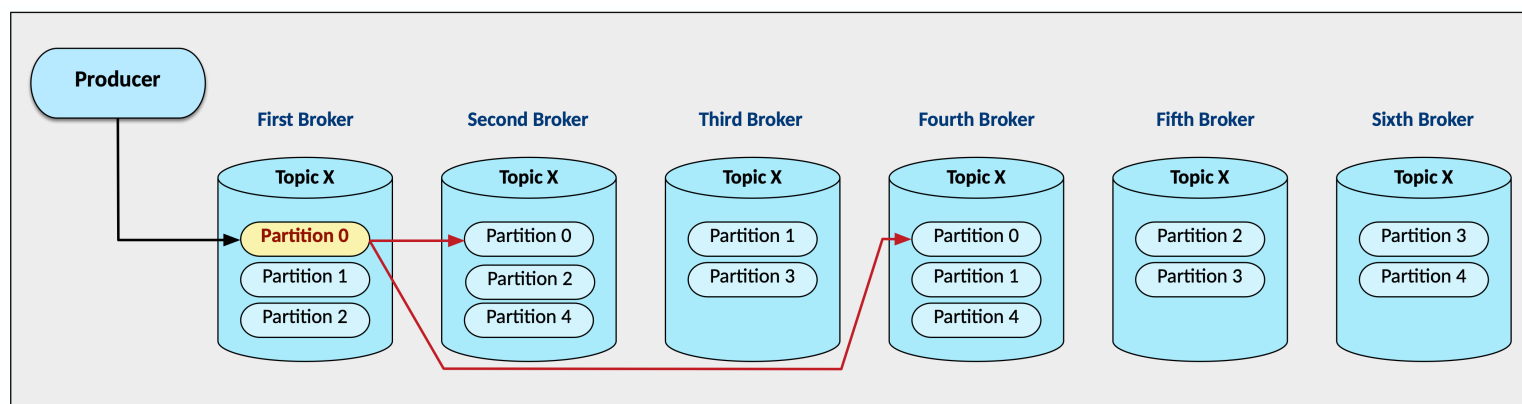 Producer
First Broker
Second Broker
Third Broker
Fourth Broker
Fifth Broker
Sixth Broker
Topic X
Partition 0
Partition 1
Partition 2
Topic X
Partition 0
Partition 2
Partition 4
Topic X
Partition 1
Partition 3
Topic X
Partition 0
Partition 1
Partition 4
Topic X
Partition 2
Partition 3
Topic X
Partition 3
Partition 4